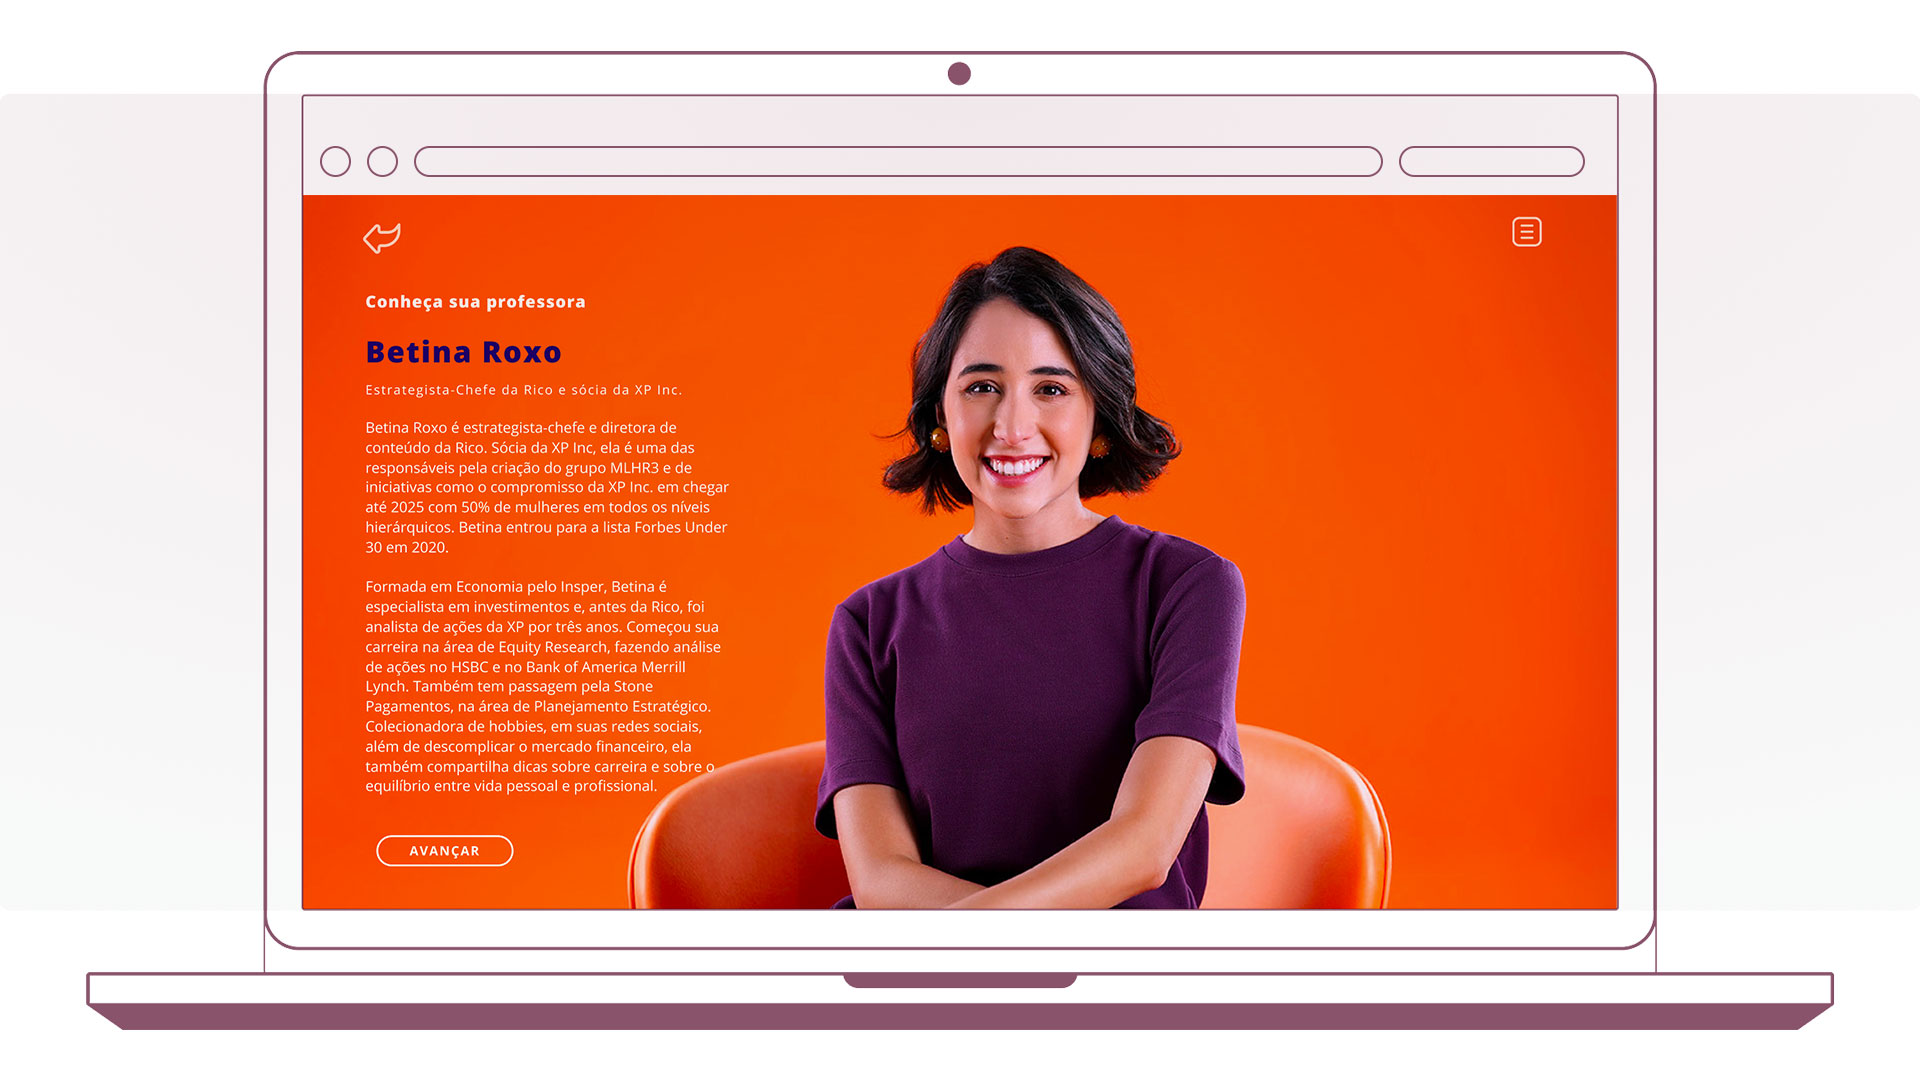 Conheça sua professora
Betina Roxo
Estrategista-Chefe da Rico e sócia da XP Inc.
Betina Roxo é estrategista-chefe e diretora de
conteúdo da Rico. Sócia da XP Inc, ela é uma das
responsáveis pela criação do grupo MLHR3 e de
iniciativas como o compromisso da XP Inc. em chegar
até 2025 com 50% de mulheres em todos os níveis
hierárquicos. Betina entrou para a lista Forbes Under
30 em 2020.
Formada em Economia pelo Insper, Betina é
especialista em investimentos e, antes da Rico, foi
analista de ações da XP por três anos. Começou sua
carreira na área de Equity Research, fazendo análise
de ações no HSBC e no Bank of America Merrill
Lynch. Também tem passagem pela Stone
Pagamentos, na área de Planejamento Estratégico.
Colecionadora de hobbies, em suas redes sociais,
além de descomplicar o mercado financeiro, ela
também compartilha dicas sobre carreira e sobre o
equilíbrio entre vida pessoal e profissional.
AVANÇAR